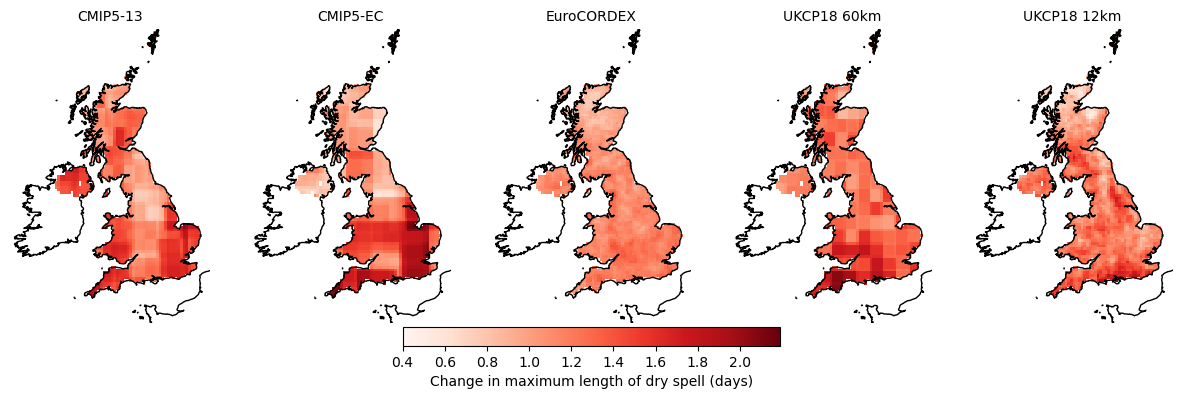 CMIP5-13 CMIP5-EC EuroCORDEX UKCP18 60km UKCP18 12km
0.4 0.6 0.8 1.0 1.2 1.4 1.6 1.8 2.0
Change in maximum length of dry spell (days)